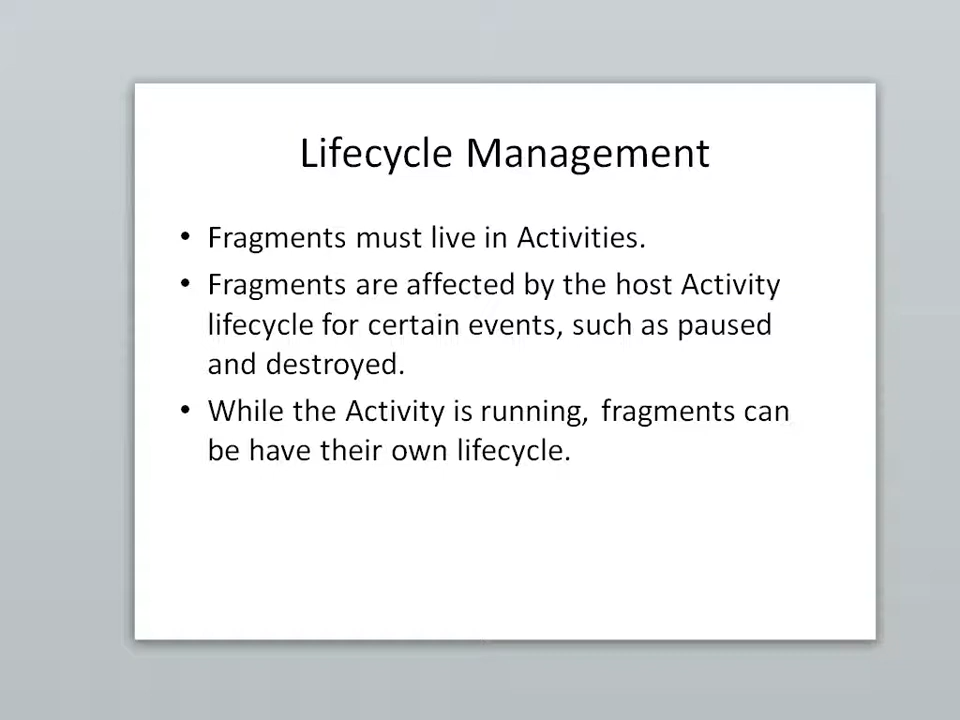 Lifecycle Management
• Fragments must live in Activities.
• Fragments are affected by the host Activity
lifecycle for certain events, such as paused
and destroyed.
• While the Activity is running, fragments can
be have their own lifecycle.